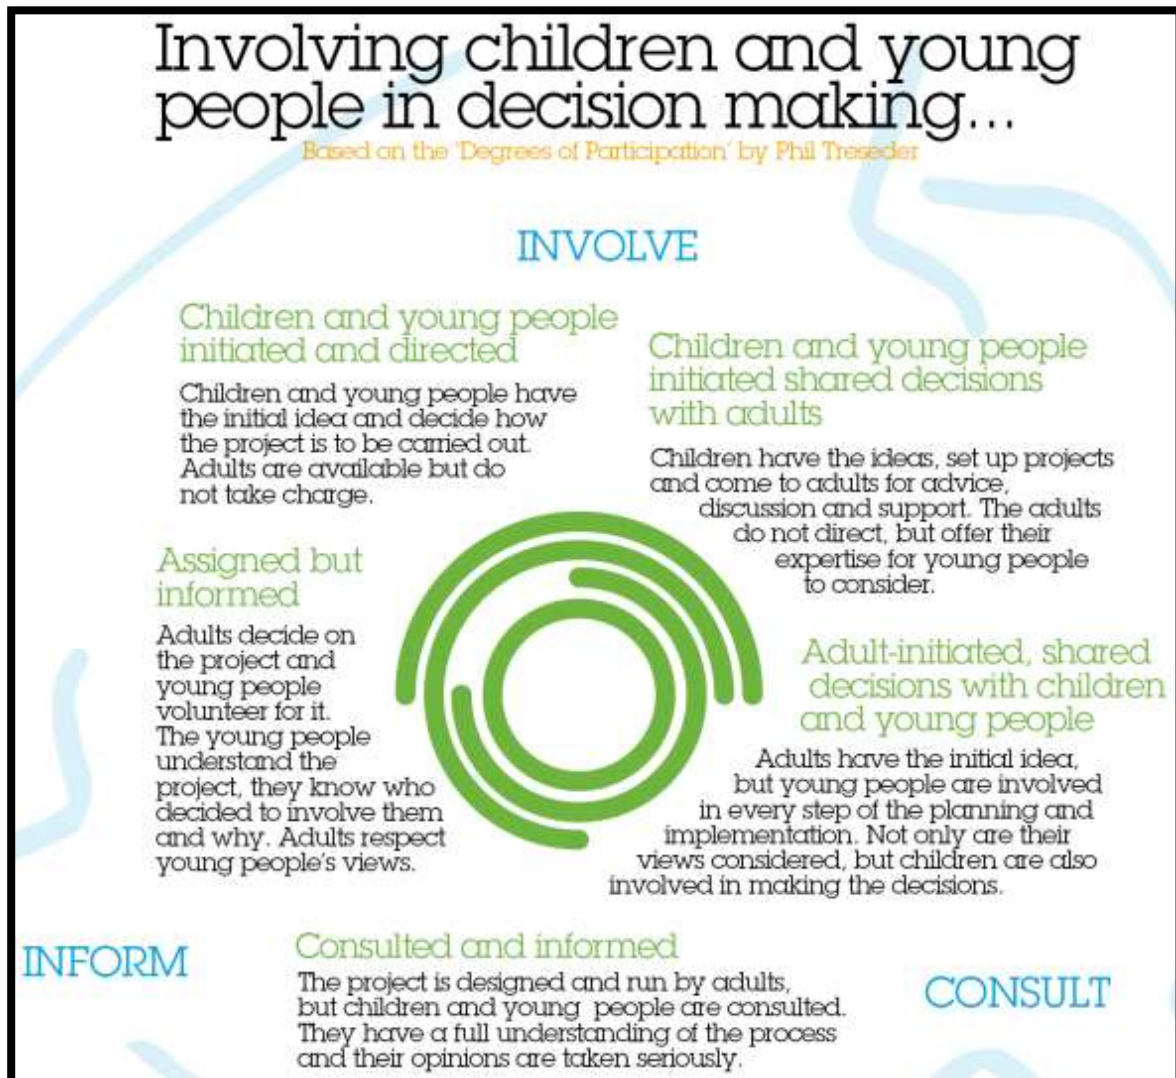 Involving children and young
people in decision making...
Based on the 'Degrees of Participation' by Phil Treseder
INVOLVE
Children and young people
initiated and directed
Children and young people have
the initial idea and decide how
the project is to be carried out.
Adults are available but do
not take charge.
Children and young people
initiated shared decisions
with adults
Children have the ideas, set up projects
and come to adults for advice,
discussion and support. The adults
do not direct, but offer their
expertise for young people
to consider.
Assigned but
informed
Adults decide on
the project and
young people
volunteer for it.
The young people
understand the
project, they know who
decided to involve them
and why. Adults respect
young people's views.
Adult-initiated, shared
decisions with children
and young people
Adults have the initial idea,
but young people are involved
in every step of the planning and
implementation. Not only are their
views considered, but children are also
involved in making the decisions.
INFORM
Consulted and informed
The project is designed and run by adults,
but children and young people are consulted.
They have a full understanding of the process
and their opinions are taken seriously.
CONSULT